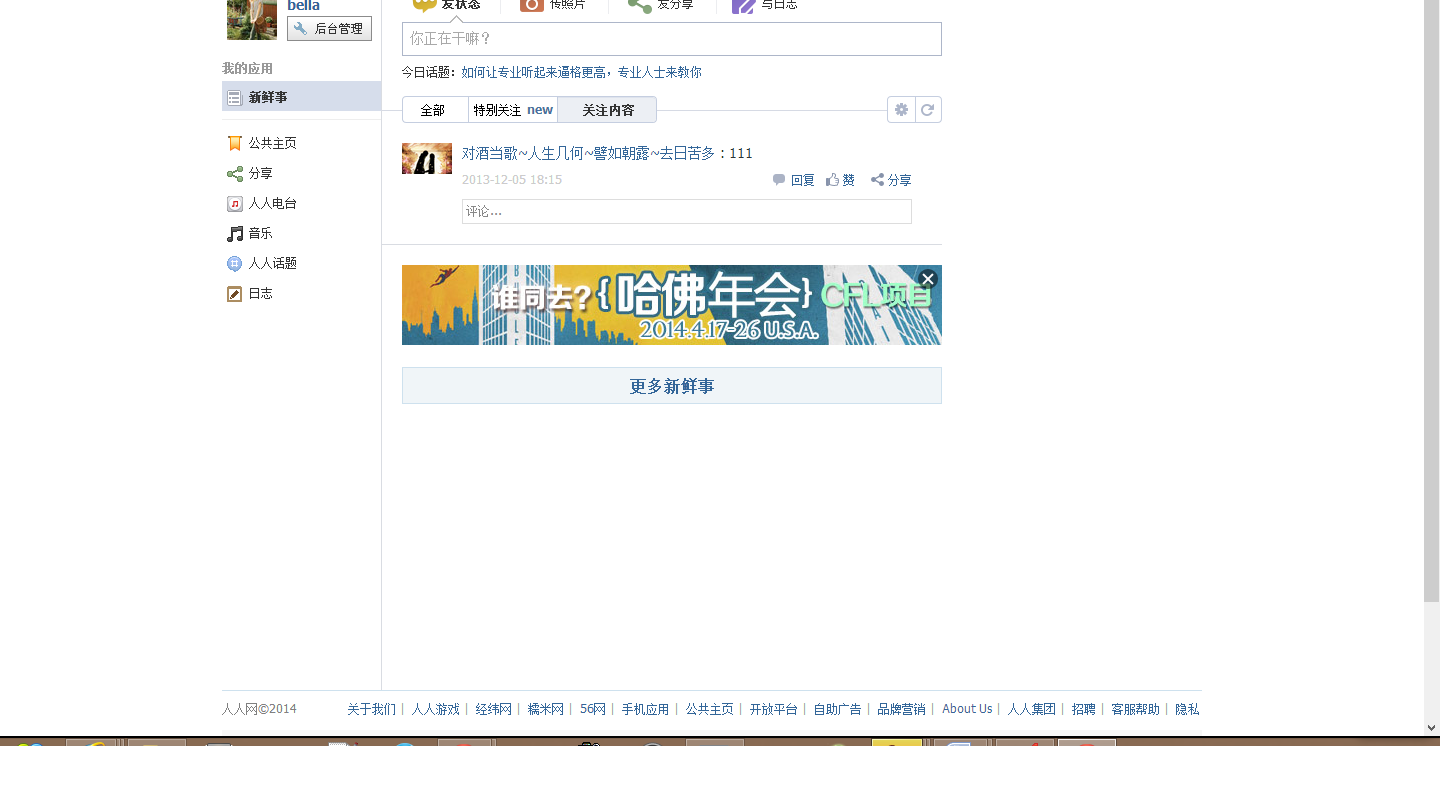 bella
发状态 传照片 发分享 写日志
后台管理
你正在干嘛？
我的应用
今日话题：如何让专业听起来逼格更高，专业人士来教你
新鲜事
全部 特别关注 new 关注内容
公共主页
分享
人人电台
音乐
人人话题
日志
对酒当歌~人生几何~譬如朝露~去日苦多：111
2013-12-05 18:15 回复 赞 分享
评论...
谁同去?{哈佛年会}CFL项目
2014.4.17-26 U.S.A.
更多新鲜事
人人网©2014 关于我们 | 人人游戏 | 经纬网 | 糯米网 | 56网 | 手机应用 | 公共主页 | 开放平台 | 自助广告 | 品牌营销 | About Us | 人人集团 | 招聘 | 客服帮助 | 隐私